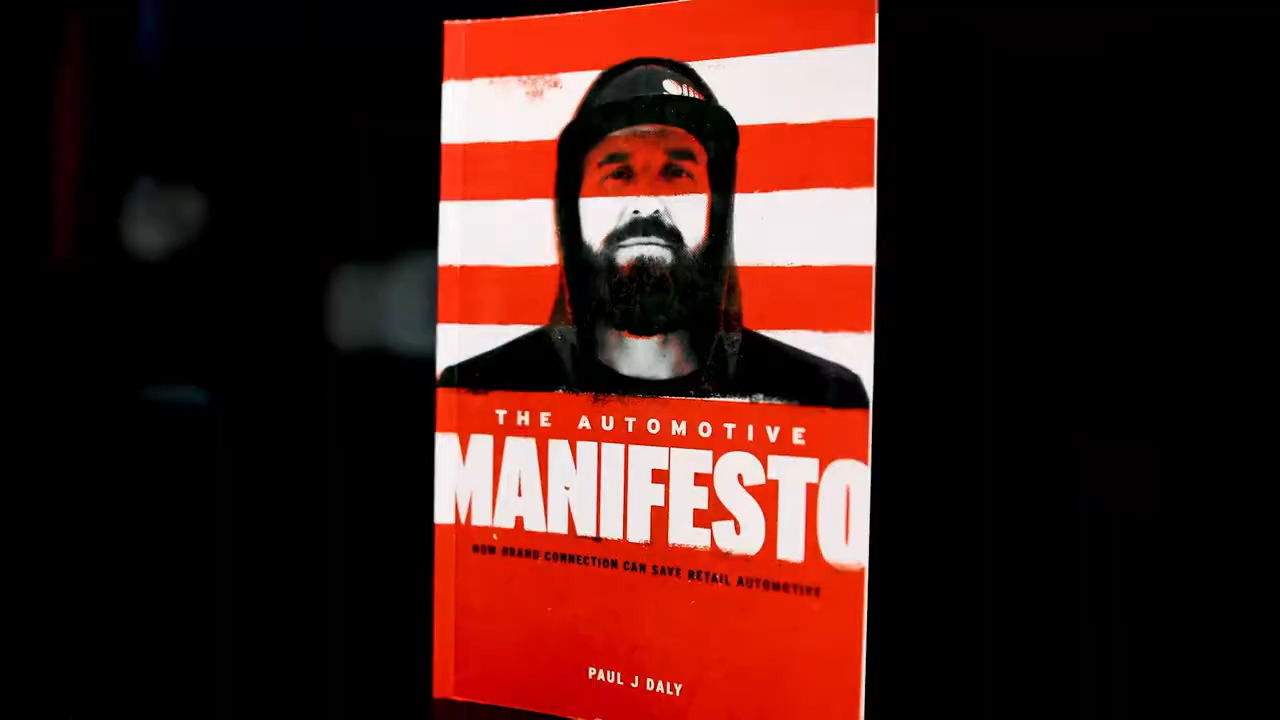 THE AUTOMOTIVE
MANIFESTO
HOW BRAND CONNECTION CAN SAVE RETAIL AUTOMOTIVE
PAUL J DALY